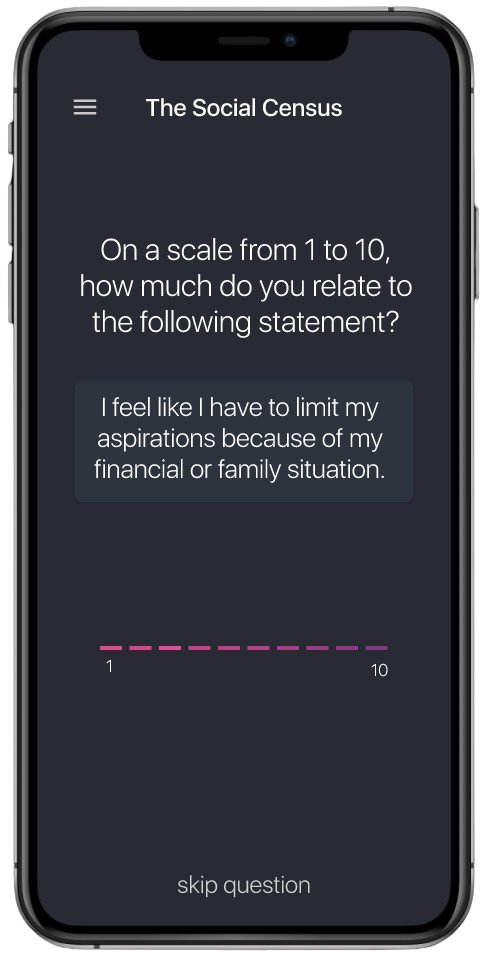 The Social Census
On a scale from 1 to 10,
how much do you relate to
the following statement?
I feel like I have to limit my
aspirations because of my
financial or family situation.
1
10
skip question